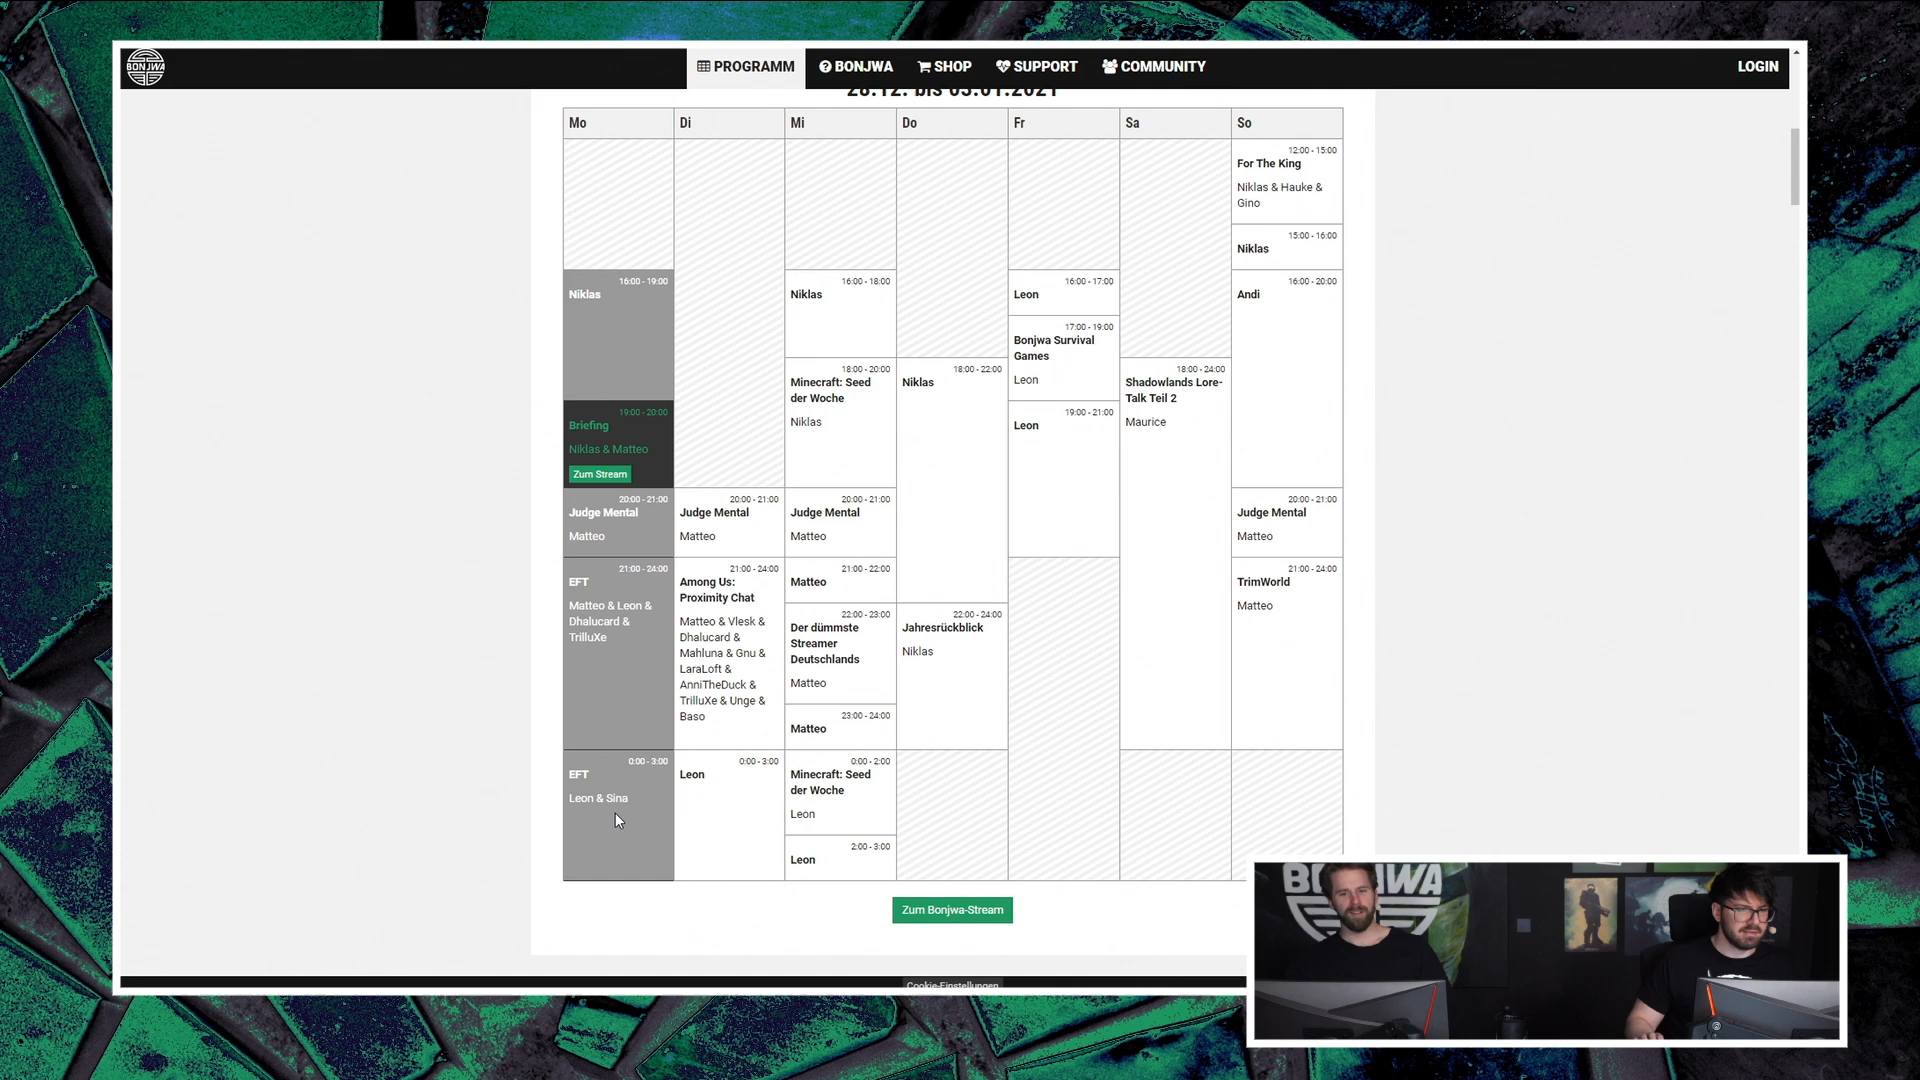 BONJWA
PROGRAMM
BONJWA
SHOP
SUPPORT
COMMUNITY
LOGIN
28.12. bis 03.01.2021
Mo
Di
Mi
Do
Fr
Sa
So
16:00 - 19:00
Niklas
19:00 - 20:00
Briefing
Niklas & Matteo
Zum Stream
20:00 - 21:00
Judge Mental
Matteo
21:00 - 24:00
EFT
Matteo & Leon &
Dhalucard &
TrilluXe
0:00 - 3:00
EFT
Leon & Sina
20:00 - 21:00
Judge Mental
Matteo
21:00 - 24:00
Among Us:
Proximity Chat
Matteo & Vlesk &
Dhalucard &
Mahluna & Gnu &
LaraLoft &
AnniTheDuck &
TrilluXe & Unge &
Baso
0:00 - 3:00
Leon
16:00 - 18:00
Niklas
18:00 - 20:00
Minecraft: Seed
der Woche
Niklas
20:00 - 21:00
Judge Mental
Matteo
21:00 - 22:00
Matteo
22:00 - 23:00
Der dümmste
Streamer
Deutschlands
Matteo
23:00 - 24:00
Matteo
0:00 - 2:00
Minecraft: Seed
der Woche
Leon
2:00 - 3:00
Leon
18:00 - 22:00
Niklas
22:00 - 24:00
Jahresrückblick
Niklas
16:00 - 17:00
Leon
17:00 - 19:00
Bonjwa Survival
Games
Leon
19:00 - 21:00
Leon
18:00 - 24:00
Shadowlands Lore-
Talk Teil 2
Maurice
12:00 - 15:00
For The King
Niklas & Hauke &
Gino
15:00 - 16:00
Niklas
16:00 - 20:00
Andi
20:00 - 21:00
Judge Mental
Matteo
21:00 - 24:00
TrimWorld
Matteo
Zum Bonjwa-Stream
Cookie-Einstellungen